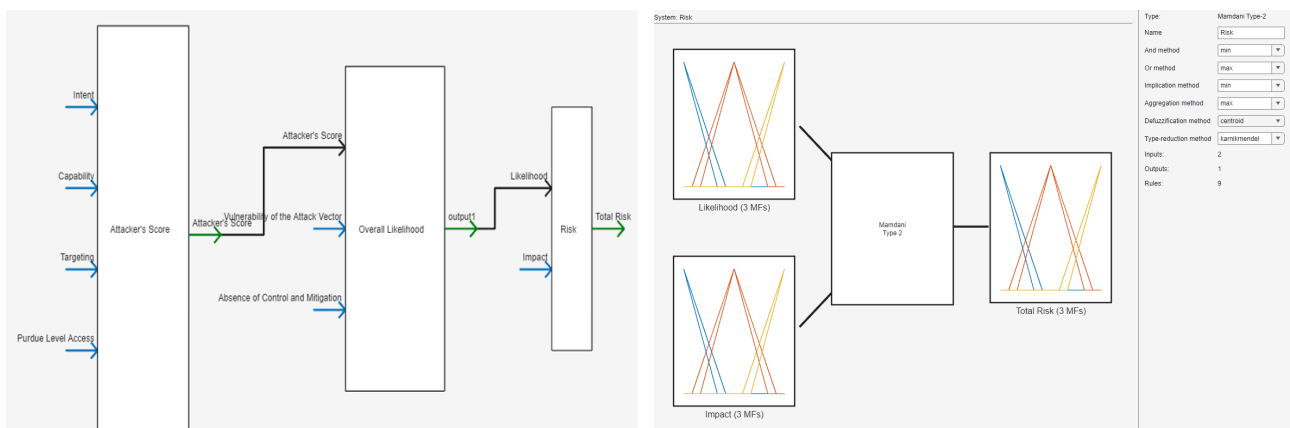 Intent
Capability
Targeting
Purdue Level Access
Attacker's Score
Attacker's Score
Attacker's Score
Vulnerability of the Attack Vector
Absence of Control and Mitigation
Overall Likelihood
output1
Likelihood
Impact
Risk
Total Risk
System: Risk
Likelihood (3 MFs)
Impact (3 MFs)
Mamdani
Type 2
Total Risk (3 MFs)
Type: Mamdani Type-2
Name Risk
And method min
Or method max
Implication method min
Aggregation method max
Defuzzification method centroid
Type-reduction method karnikmendel
Inputs: 2
Outputs: 1
Rules: 9